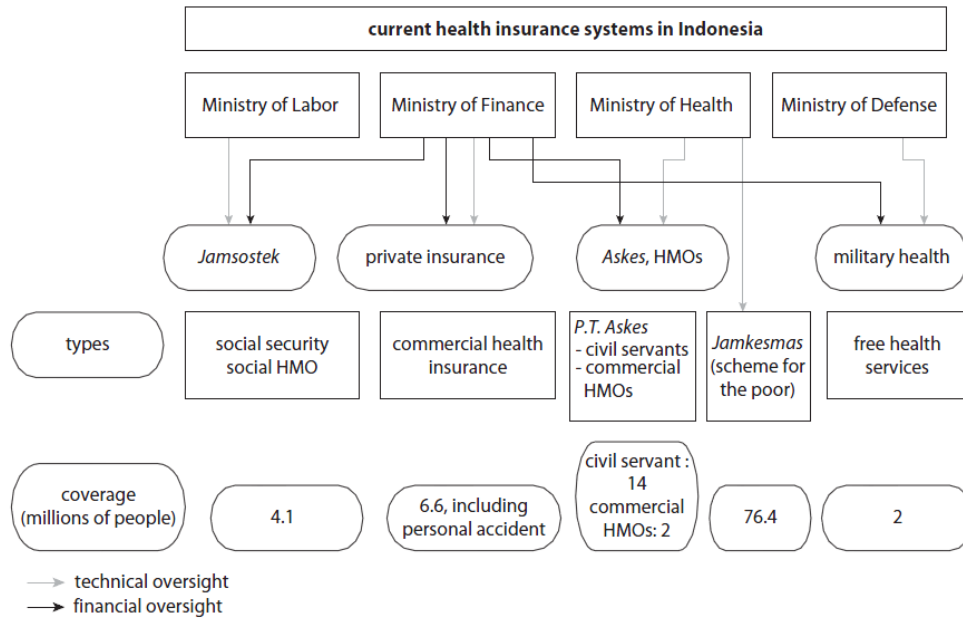 current health insurance systems in Indonesia
Ministry of Labor
Ministry of Finance
Ministry of Health
Ministry of Defense
Jamsostek
private insurance
Askes, HMOs
military health
types
social security
social HMO
commercial health
insurance
P.T. Askes
- civil servants
- commercial
HMOs
Jamkesmas
(scheme for
the poor)
free health
services
coverage
(millions of people)
4.1
6.6, including
personal accident
civil servant :
14
commercial
HMOs: 2
76.4
2
technical oversight
financial oversight